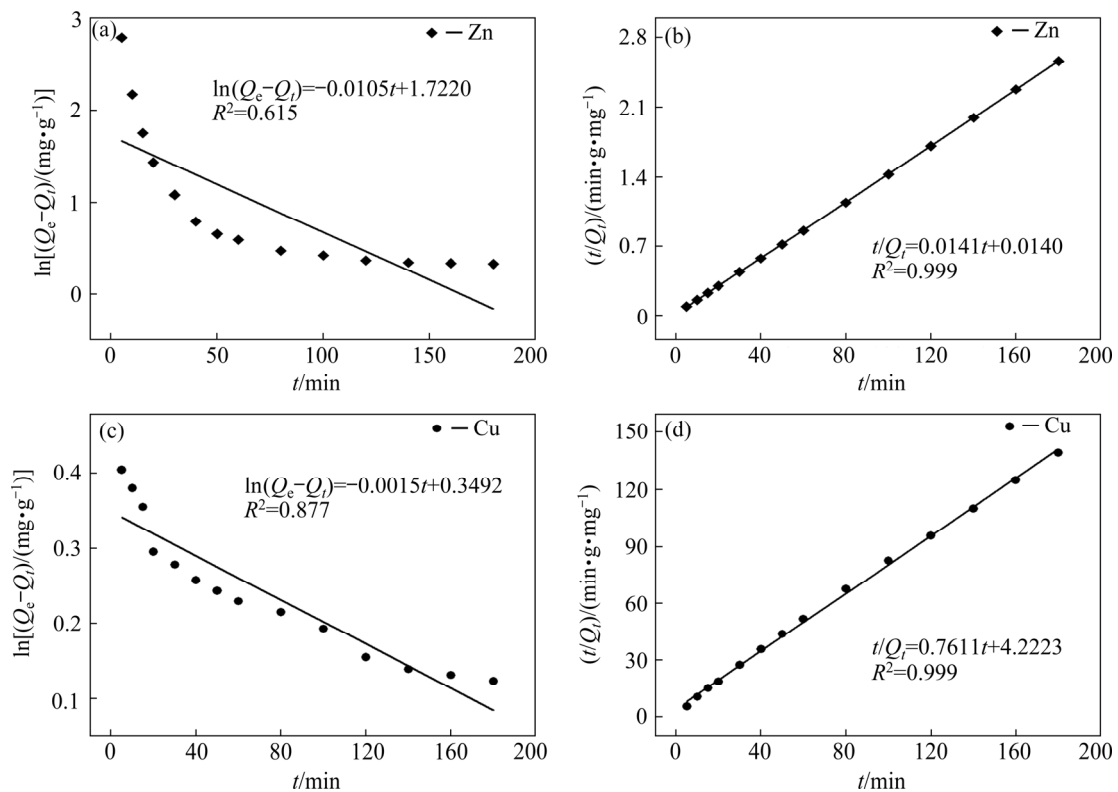 (a)
Zn
ln(Qe−Qt)=−0.0105t+1.7220
R²=0.615
ln[(Qe−Qt)/(mg•g⁻¹)]
3
2
1
0
0
50
100
150
200
t/min
(b)
Zn
t/Qt=0.0141t+0.0140
R²=0.999
(t/Qt)/(min•g•mg⁻¹)
2.8
2.1
1.4
0.7
0
0
40
80
120
160
200
t/min
(c)
Cu
ln(Qe−Qt)=−0.0015t+0.3492
R²=0.877
ln[(Qe−Qt)/(mg•g⁻¹)]
0.4
0.3
0.2
0.1
0
40
80
120
160
200
t/min
(d)
Cu
t/Qt=0.7611t+4.2223
R²=0.999
(t/Qt)/(min•g•mg⁻¹)
150
120
90
60
30
0
0
40
80
120
160
200
t/min